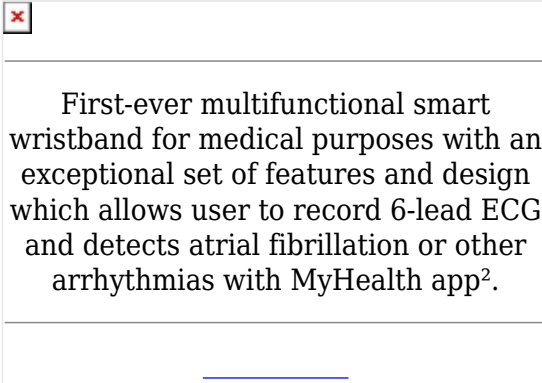 First-ever multifunctional smart
wristband for medical purposes with an
exceptional set of features and design
which allows user to record 6-lead ECG
and detects atrial fibrillation or other
arrhythmias with MyHealth app².